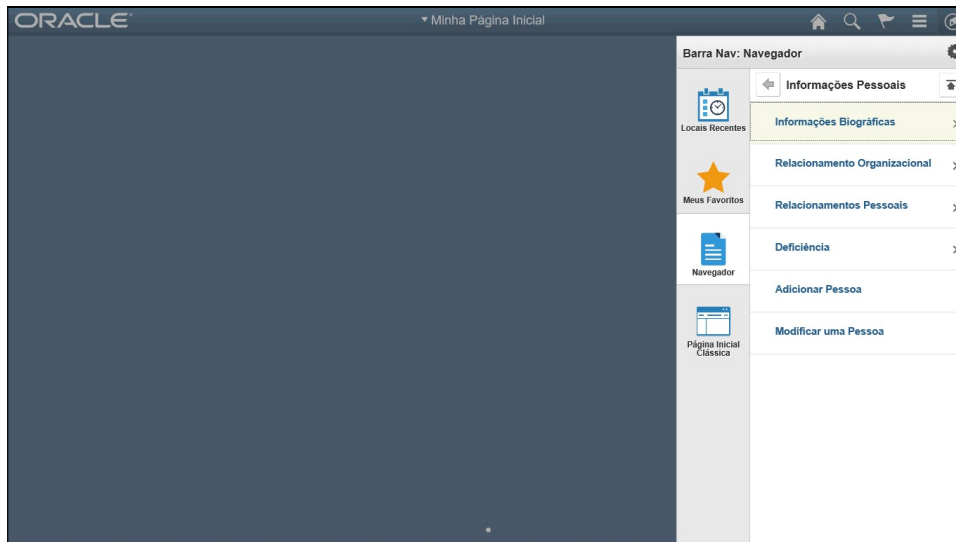 ORACLE
Minha Página Inicial
Barra Nav: Navegador
Informações Pessoais
Locais Recentes
Informações Biográficas
Relacionamento Organizacional
Meus Favoritos
Relacionamentos Pessoais
Deficiência
Navegador
Adicionar Pessoa
Modificar uma Pessoa
Página Inicial
Clássica